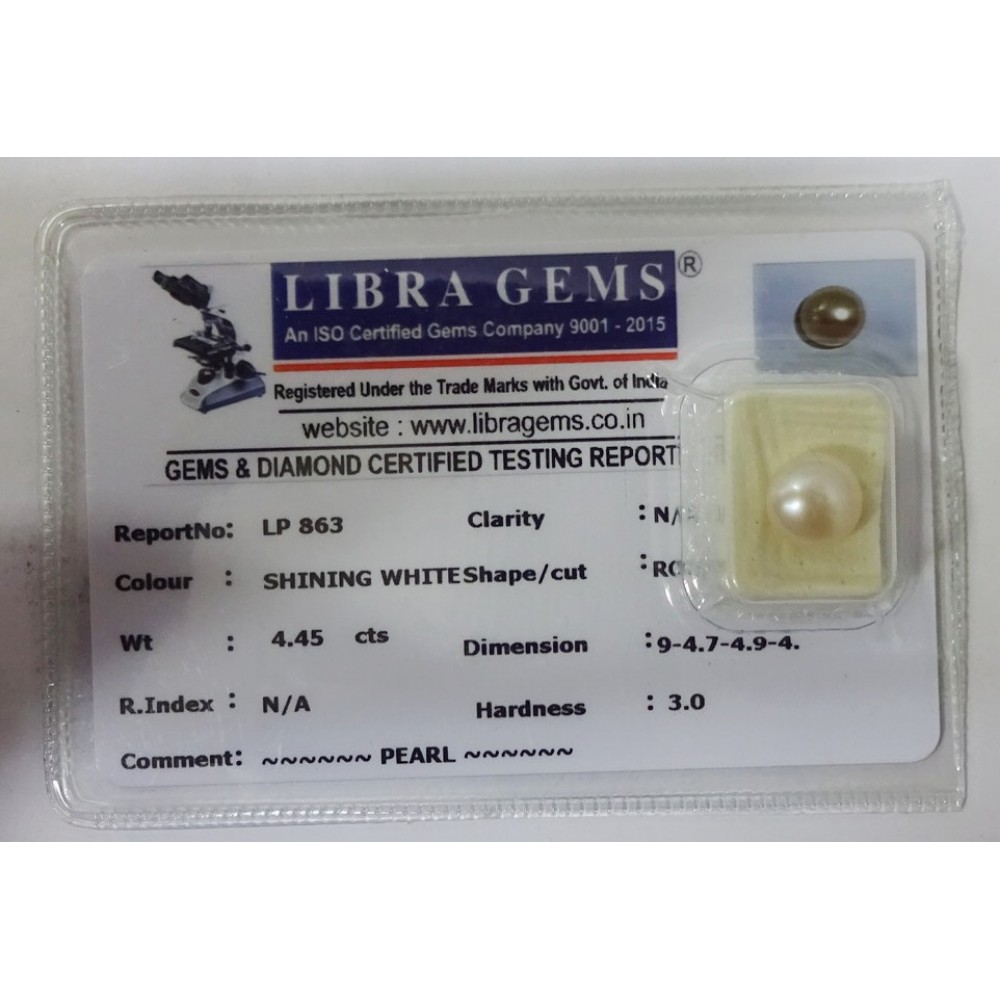 LIBRA GEMS ®
An ISO Certified Gems Company 9001 - 2015
Registered Under the Trade Marks with Govt. of India
website : www.libragems.co.in
GEMS & DIAMOND CERTIFIED TESTING REPORT
ReportNo: LP 863 Clarity : N/
Colour : SHINING WHITE Shape/cut :
Wt : 4.45 cts Dimension : 9-4.7-4.9-4.
R.Index : N/A Hardness : 3.0
Comment: ~~~~~~ PEARL ~~~~~~